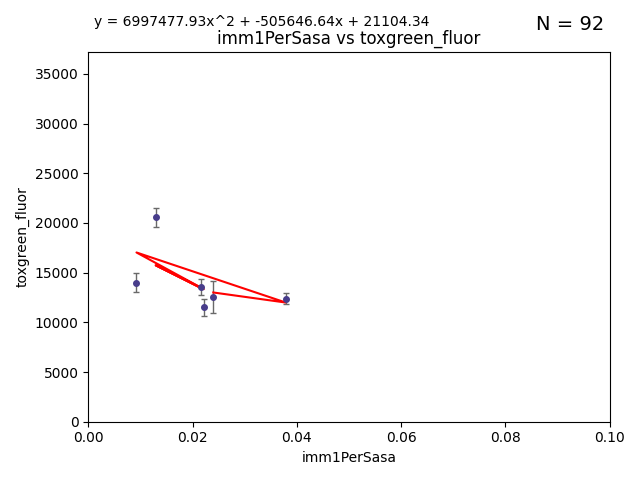 y = 6997477.93x^2 + -505646.64x + 21104.34
N = 92
imm1PerSasa vs toxgreen_fluor
35000
30000
25000
20000
15000
10000
5000
0
toxgreen_fluor
0.00 0.02 0.04 0.06 0.08 0.10
imm1PerSasa